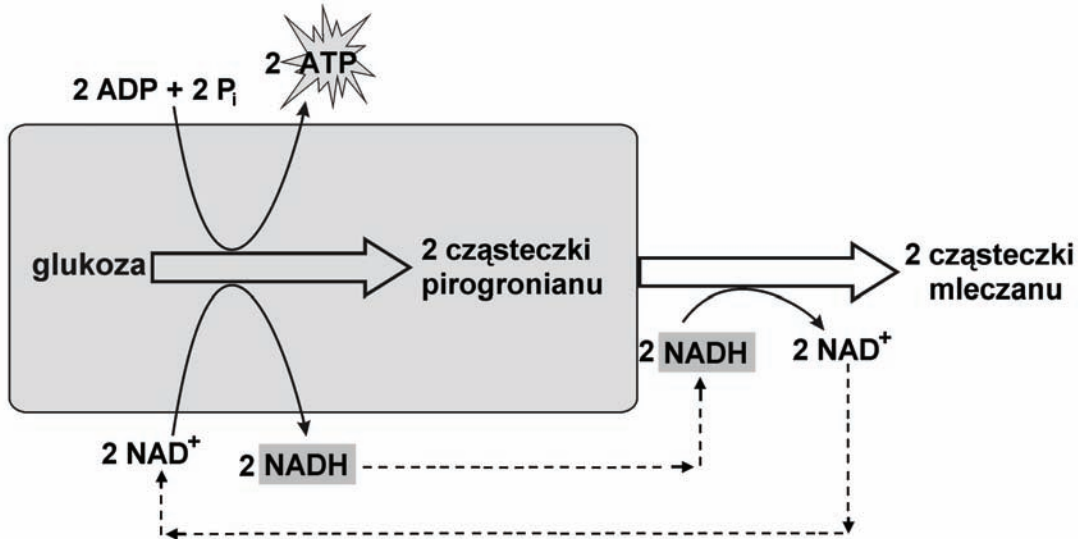 2 ATP
2 ADP + 2 Pi
glukoza
2 cząsteczki
pirogronianu
2 cząsteczki
mleczanu
2 NADH
2 NAD+
2 NAD+
2 NADH